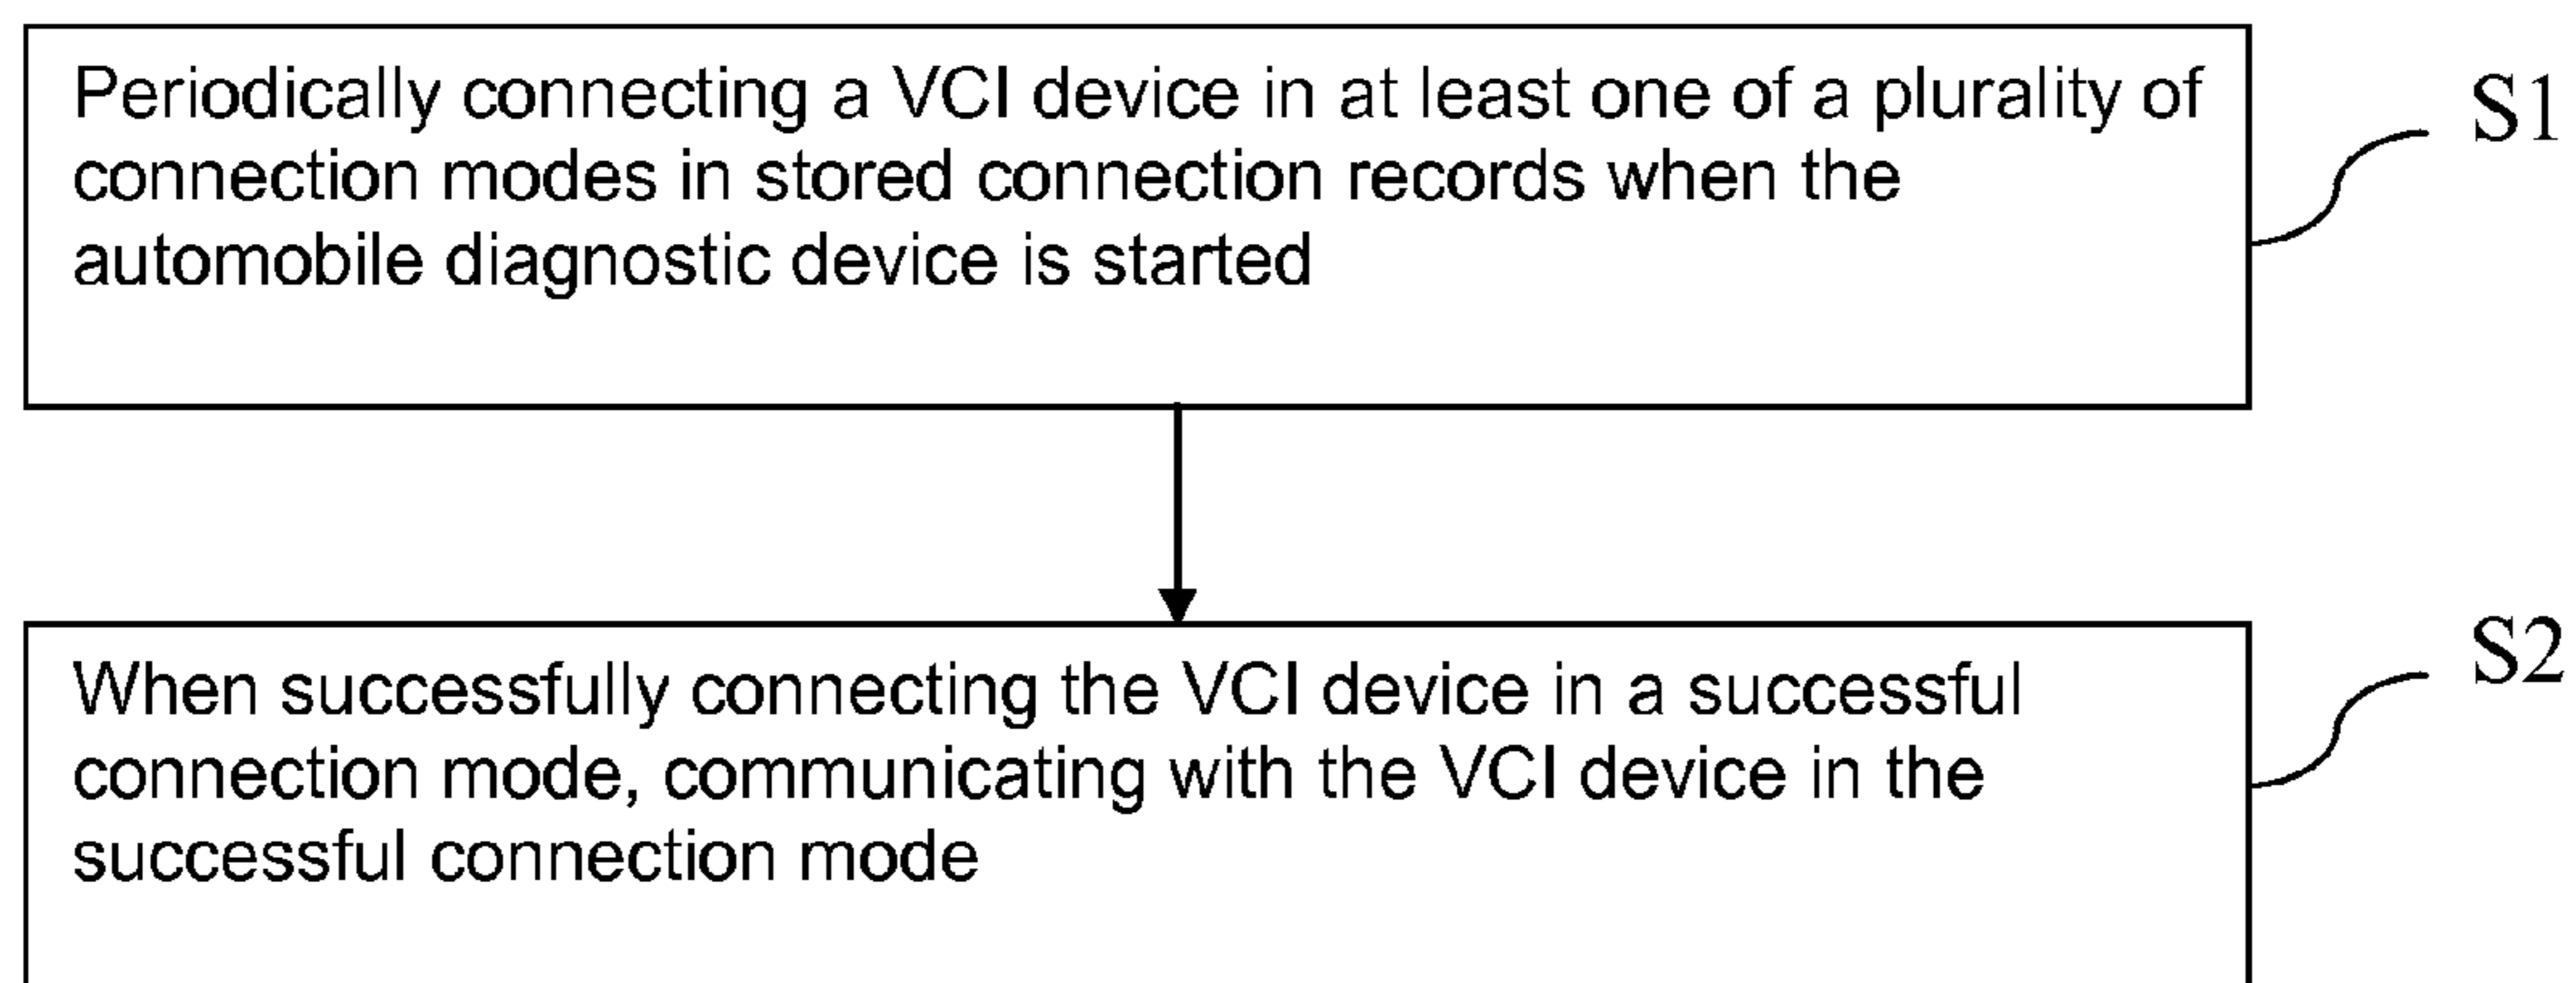 Periodically connecting a VCI device in at least one of a plurality of
connection modes in stored connection records when the
automobile diagnostic device is started
S1
When successfully connecting the VCI device in a successful
connection mode, communicating with the VCI device in the
successful connection mode
S2